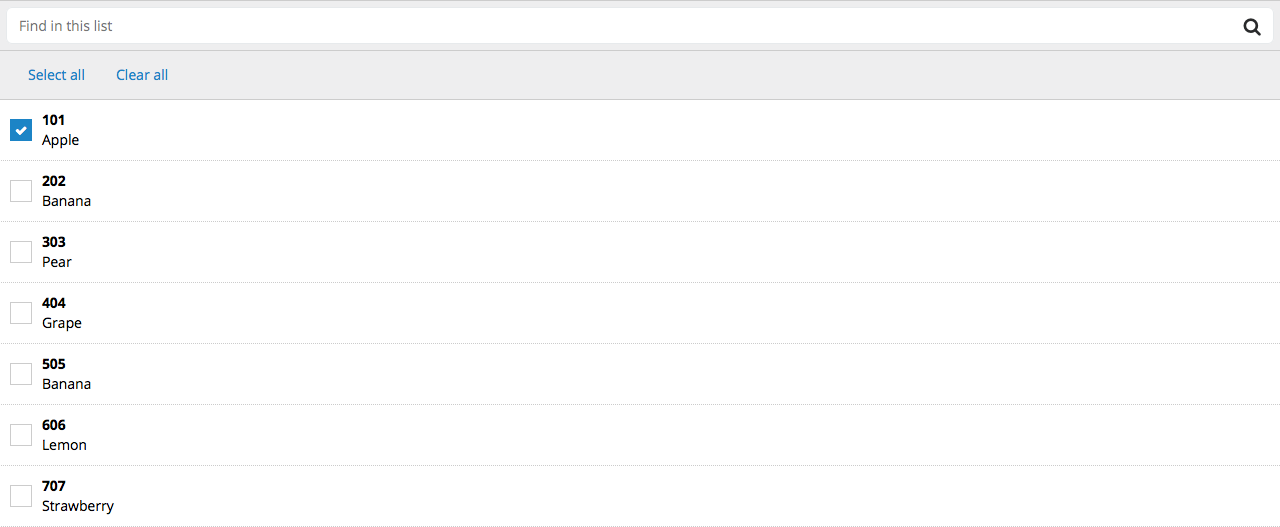 Find in this list
Select all Clear all
101
Apple
202
Banana
303
Pear
404
Grape
505
Banana
606
Lemon
707
Strawberry